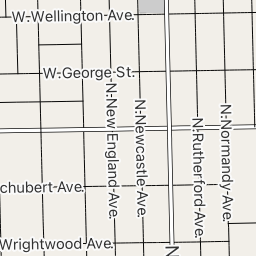 W. Wellington Ave.
W. George St.
N. New England Ave.
N. Newcastle Ave.
N. Rutherford Ave.
N. Normandy Ave.
chubert Ave.
Wrightwood Ave.
N